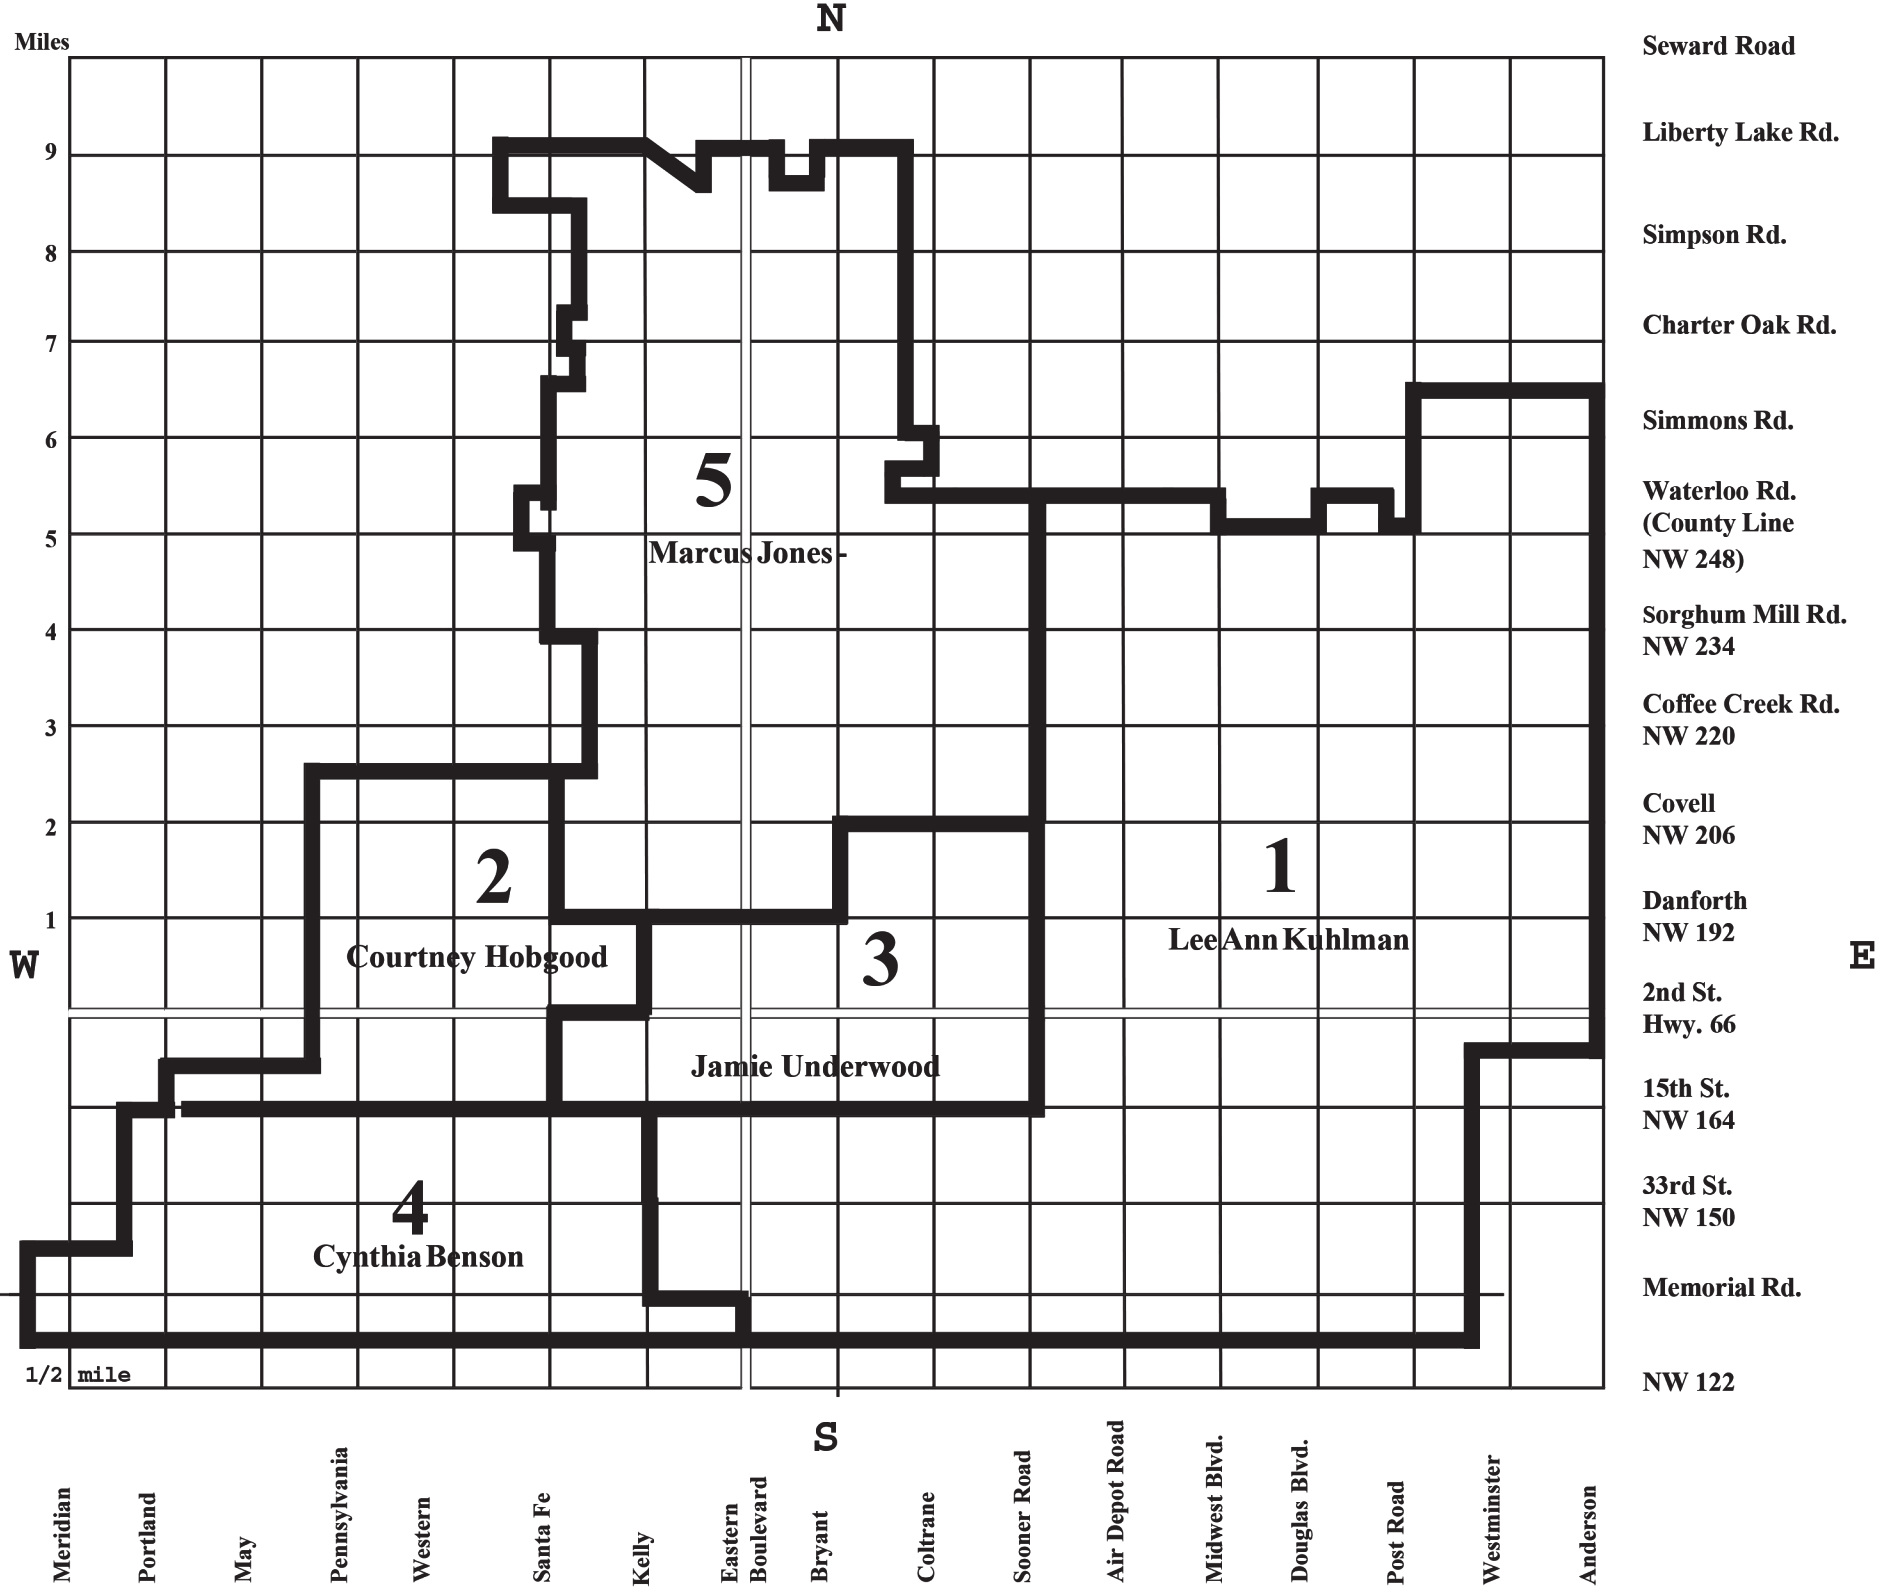 N
Miles
Seward Road
9
Liberty Lake Rd.
8
Simpson Rd.
7
Charter Oak Rd.
6
Simmons Rd.
5
Waterloo Rd.
(County Line
NW 248)
5
Marcus Jones -
4
Sorghum Mill Rd.
NW 234
3
Coffee Creek Rd.
NW 220
2
Covell
NW 206
2
1
1
Danforth
NW 192
Courtney Hobgood
3
LeeAnn Kuhlman
W
E
2nd St.
Hwy. 66
Jamie Underwood
15th St.
NW 164
4
33rd St.
NW 150
Cynthia Benson
Memorial Rd.
1/2 mile
NW 122
S
Meridian
Portland
May
Pennsylvania
Western
Santa Fe
Kelly
Eastern
Boulevard
Bryant
Coltrane
Sooner Road
Air Depot Road
Midwest Blvd.
Douglas Blvd.
Post Road
Westminster
Anderson